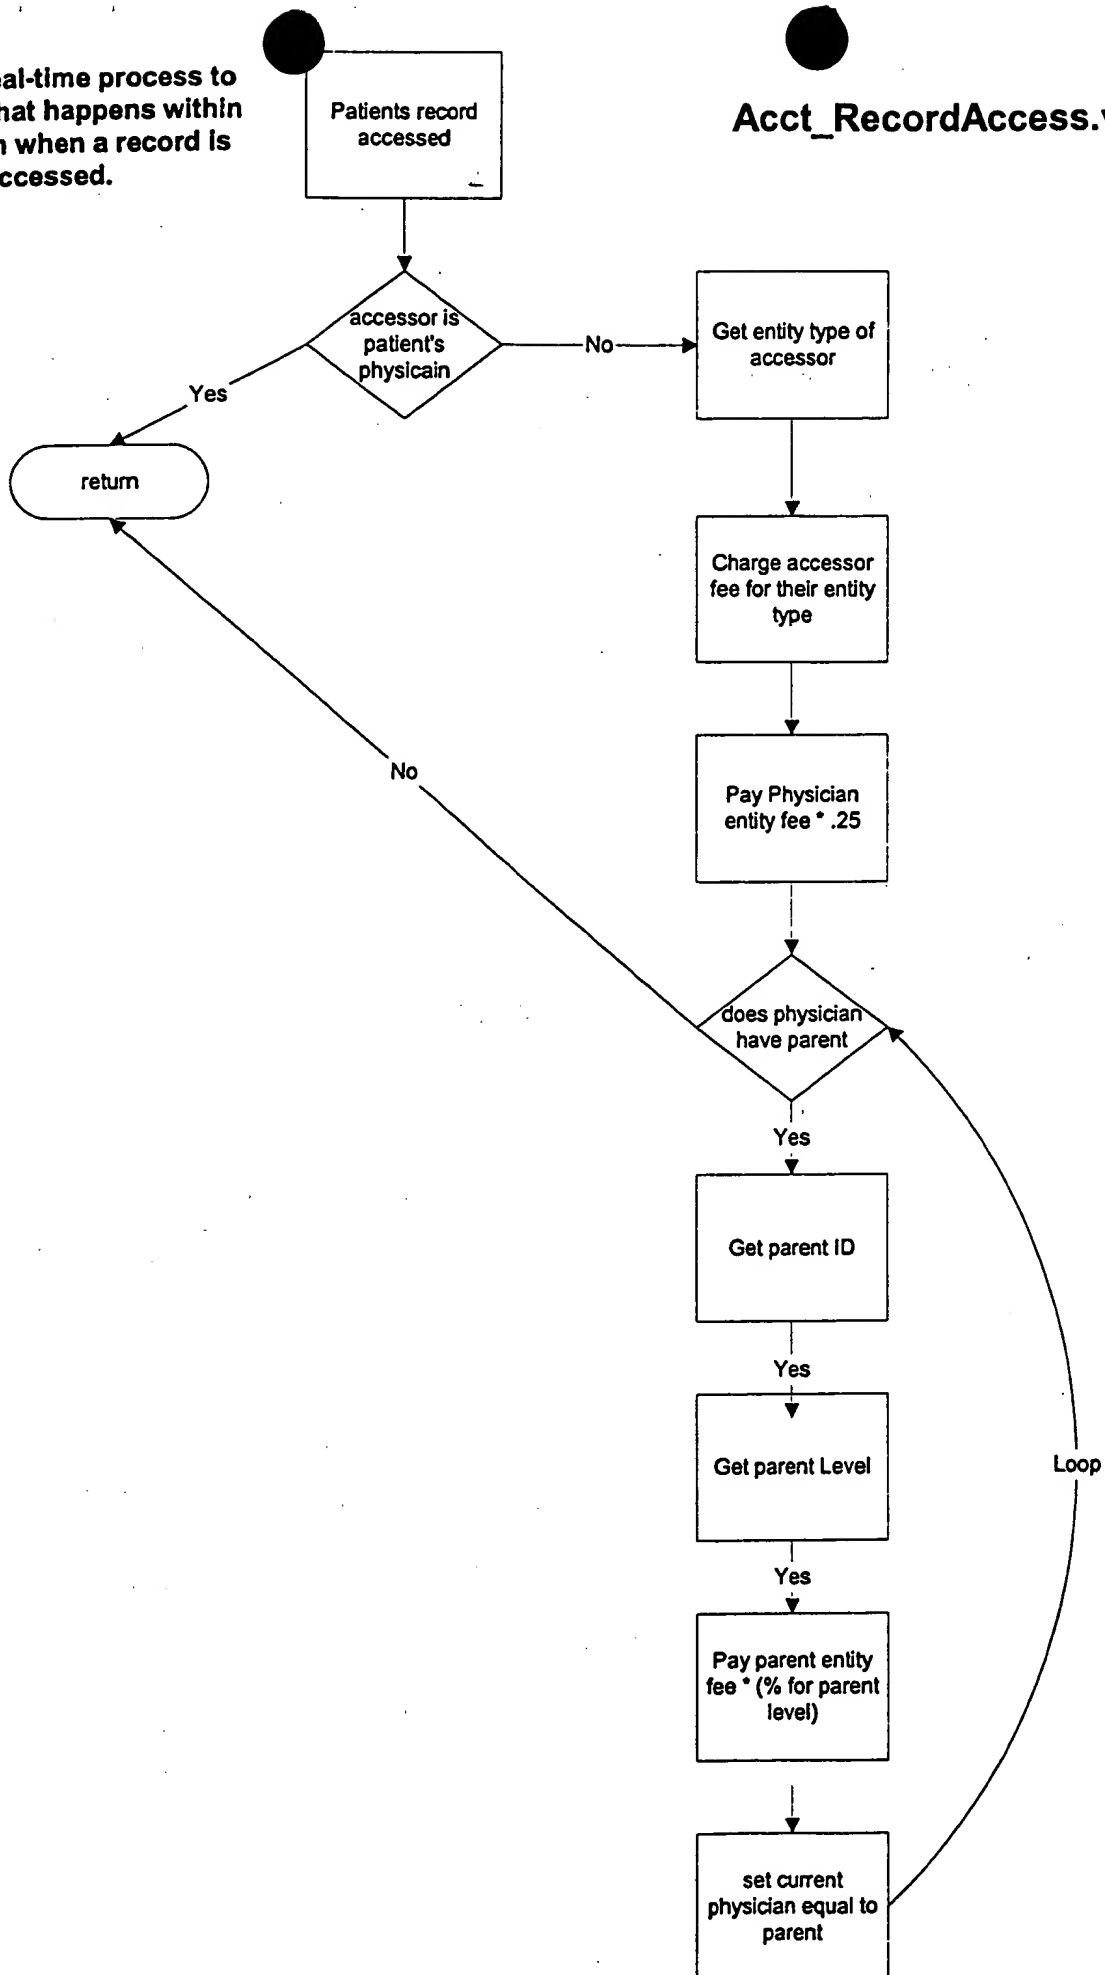 eal-time process to
hat happens within
n when a record is
ccessed.
Patients record
accessed
Acct_RecordAccess.v
accessor is
patient's
physicain
No
Get entity type of
accessor
Yes
return
Charge accessor
fee for their entity
type
No
Pay Physician
entity fee * .25
does physician
have parent
Yes
Get parent ID
Yes
Get parent Level
Loop
Yes
Pay parent entity
fee * (% for parent
level)
set current
physician equal to
parent